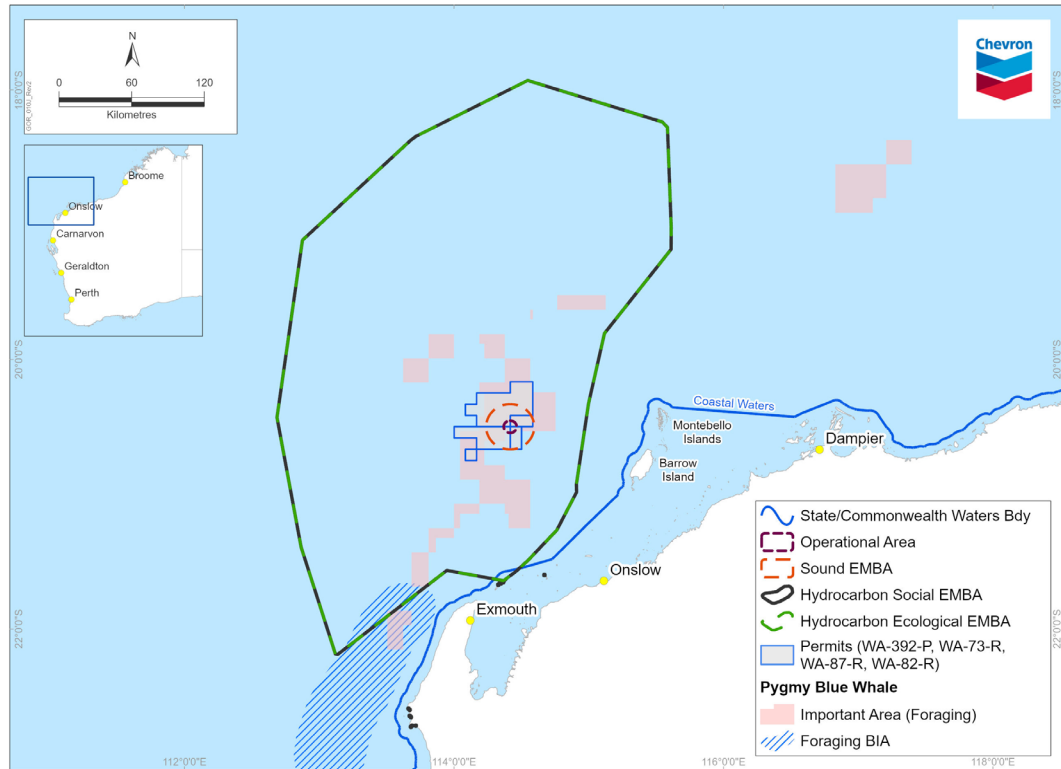 N
0
60
120
Kilometres
GOR_010J_Rev2
Chevron
Broome
Onslow
Carnarvon
Geraldton
Perth
18°0'0"S
18°0'0"S
20°0'0"S
20°0'0"S
22°0'0"S
22°0'0"S
Coastal Waters
Montebello
Islands
Dampier
Barrow
Island
Onslow
Exmouth
State/Commonwealth Waters Bdy
Operational Area
Sound EMBA
Hydrocarbon Social EMBA
Hydrocarbon Ecological EMBA
Permits (WA-392-P, WA-73-R,
WA-87-R, WA-82-R)
Pygmy Blue Whale
Important Area (Foraging)
Foraging BIA
112°0'0"E
114°0'0"E
116°0'0"E
118°0'0"E